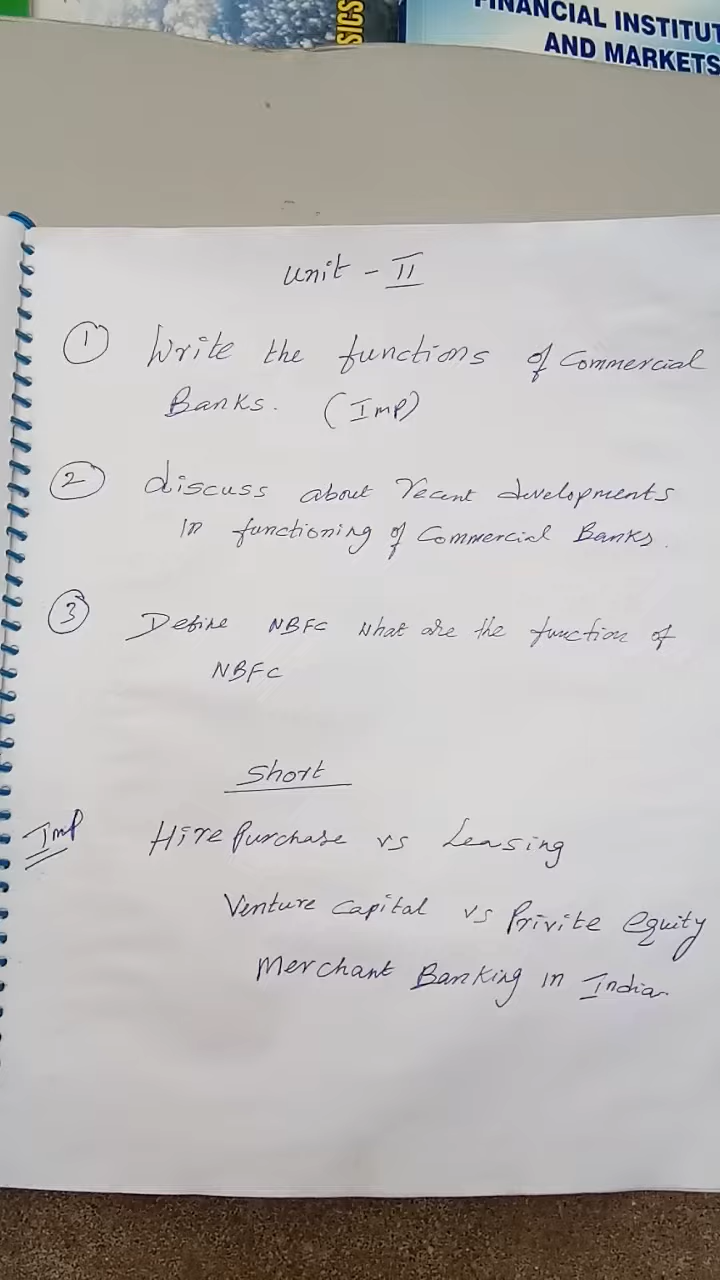 SICS
FINANCIAL INSTITUT
AND MARKETS
Unit - II
① Write the functions of Commercial
Banks. (Imp)
② discuss about recent developments
in functioning of Commercial Banks.
③ Define NBFC what are the function of
NBFC
Short
Imp Hire Purchase vs Leasing
Venture Capital vs Privite equity
Merchant Banking in India.